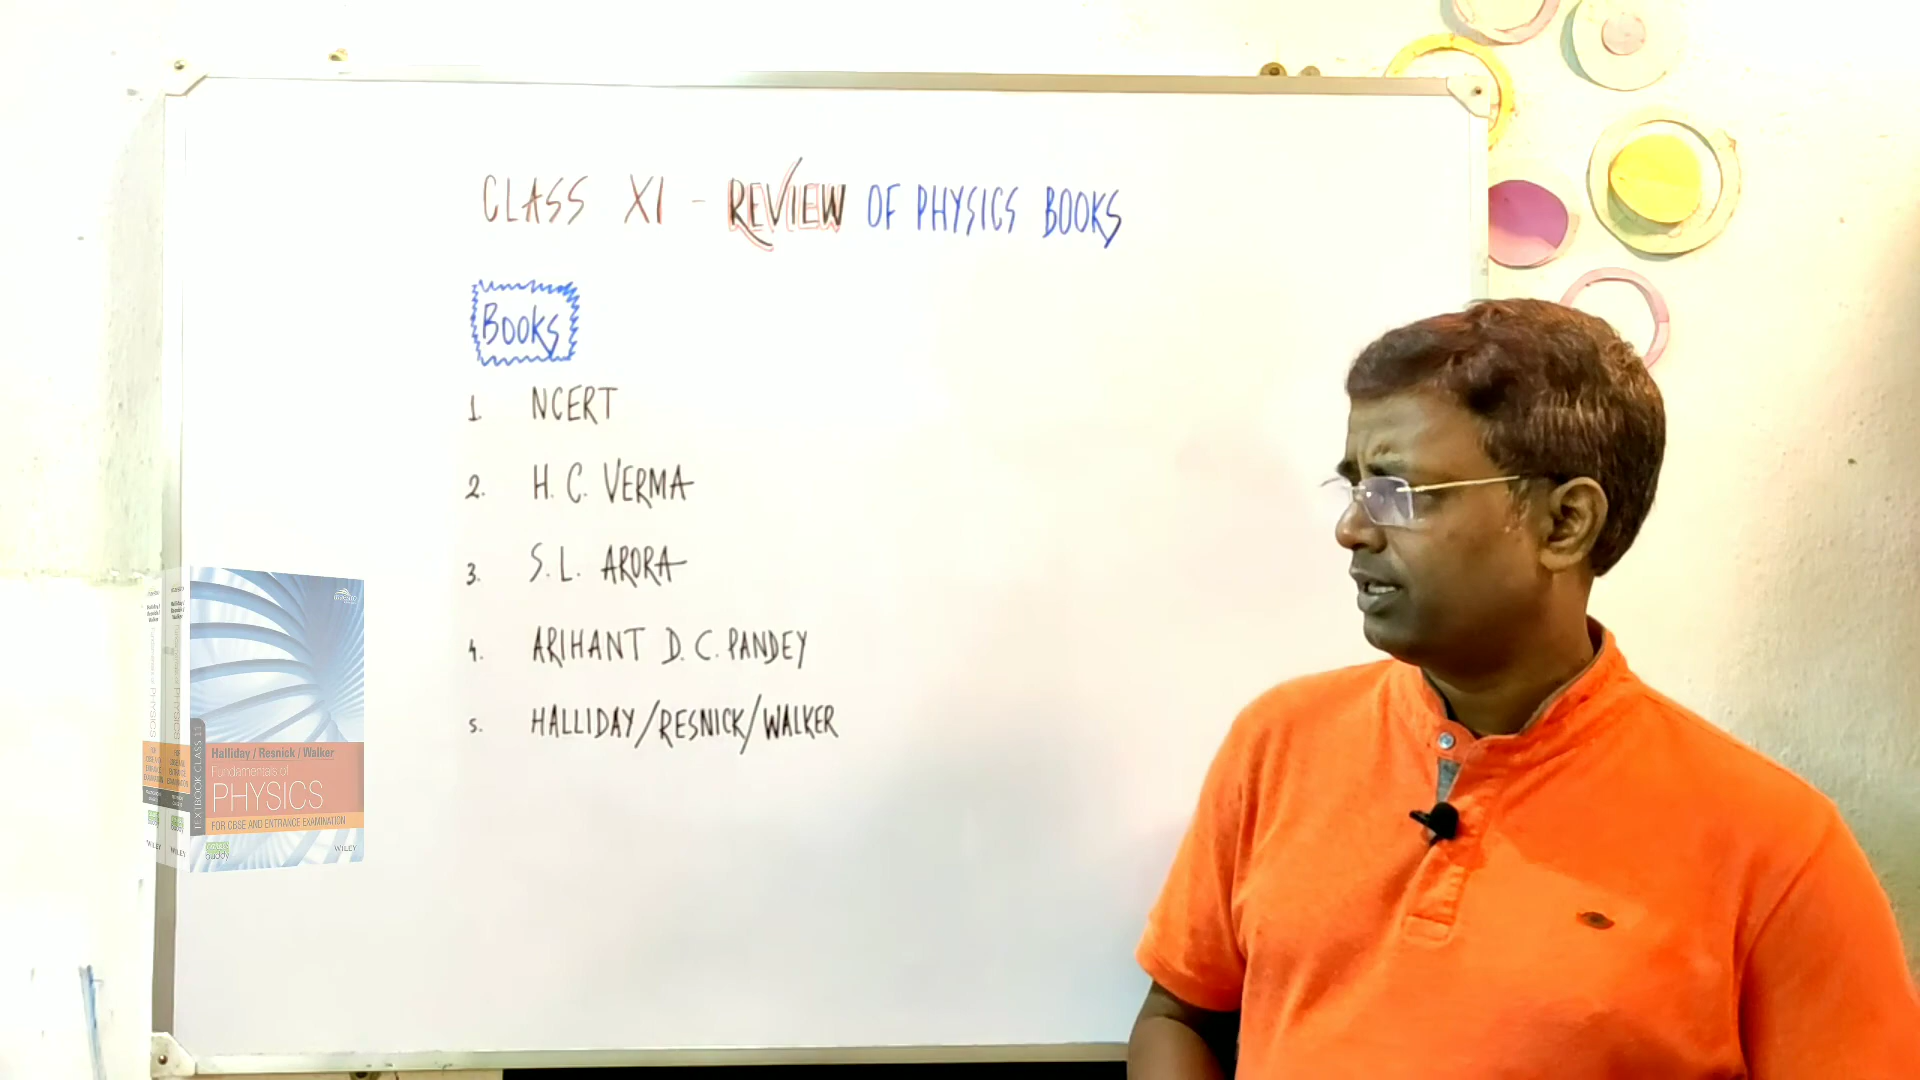 CLASS XI - REVIEW OF PHYSICS BOOKS
Books
1. NCERT
2. H. C. VERMA
3. S. L. ARORA
4. ARIHANT D. C. PANDEY
5. HALLIDAY/RESNICK/WALKER
TEXTBOOK CLASS 11
Halliday / Resnick / Walker
Fundamentals of
PHYSICS
FOR CBSE AND ENTRANCE EXAMINATION
buddy
WILEY